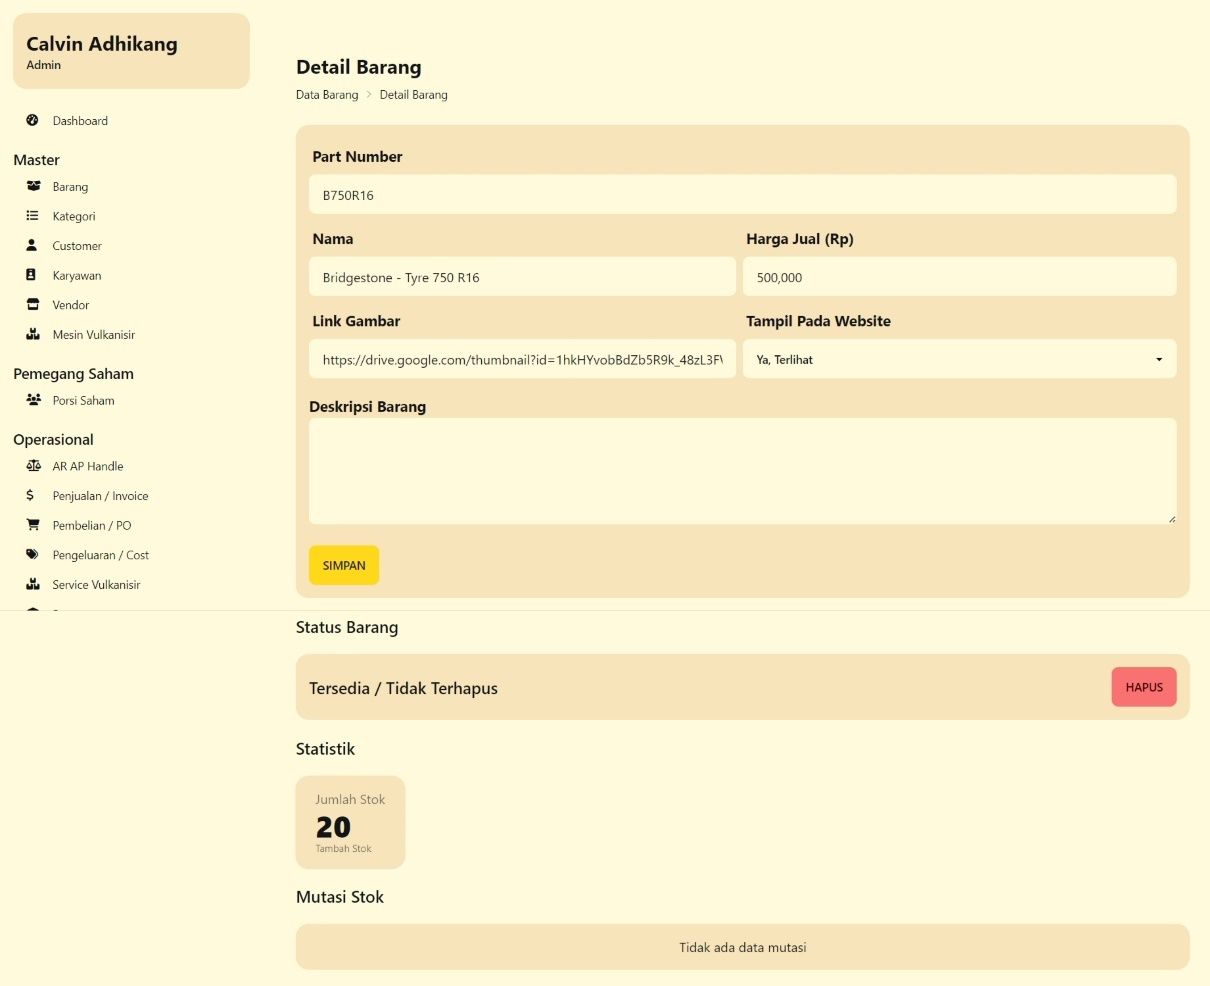 Calvin Adhikang
Admin
Dashboard
Master
Barang
Kategori
Customer
Karyawan
Vendor
Mesin Vulkanisir
Pemegang Saham
Porsi Saham
Operasional
AR AP Handle
Penjualan / Invoice
Pembelian / PO
Pengeluaran / Cost
Service Vulkanisir
Detail Barang
Data Barang > Detail Barang
Part Number
B750R16
Nama
Harga Jual (Rp)
Bridgestone - Tyre 750 R16
500,000
Link Gambar
Tampil Pada Website
https://drive.google.com/thumbnail?id=1hkHYvobBdZb5R9k_48zL3F
Ya, Terlihat
Deskripsi Barang
SIMPAN
Status Barang
Tersedia / Tidak Terhapus
HAPUS
Statistik
Jumlah Stok
20
Tambah Stok
Mutasi Stok
Tidak ada data mutasi